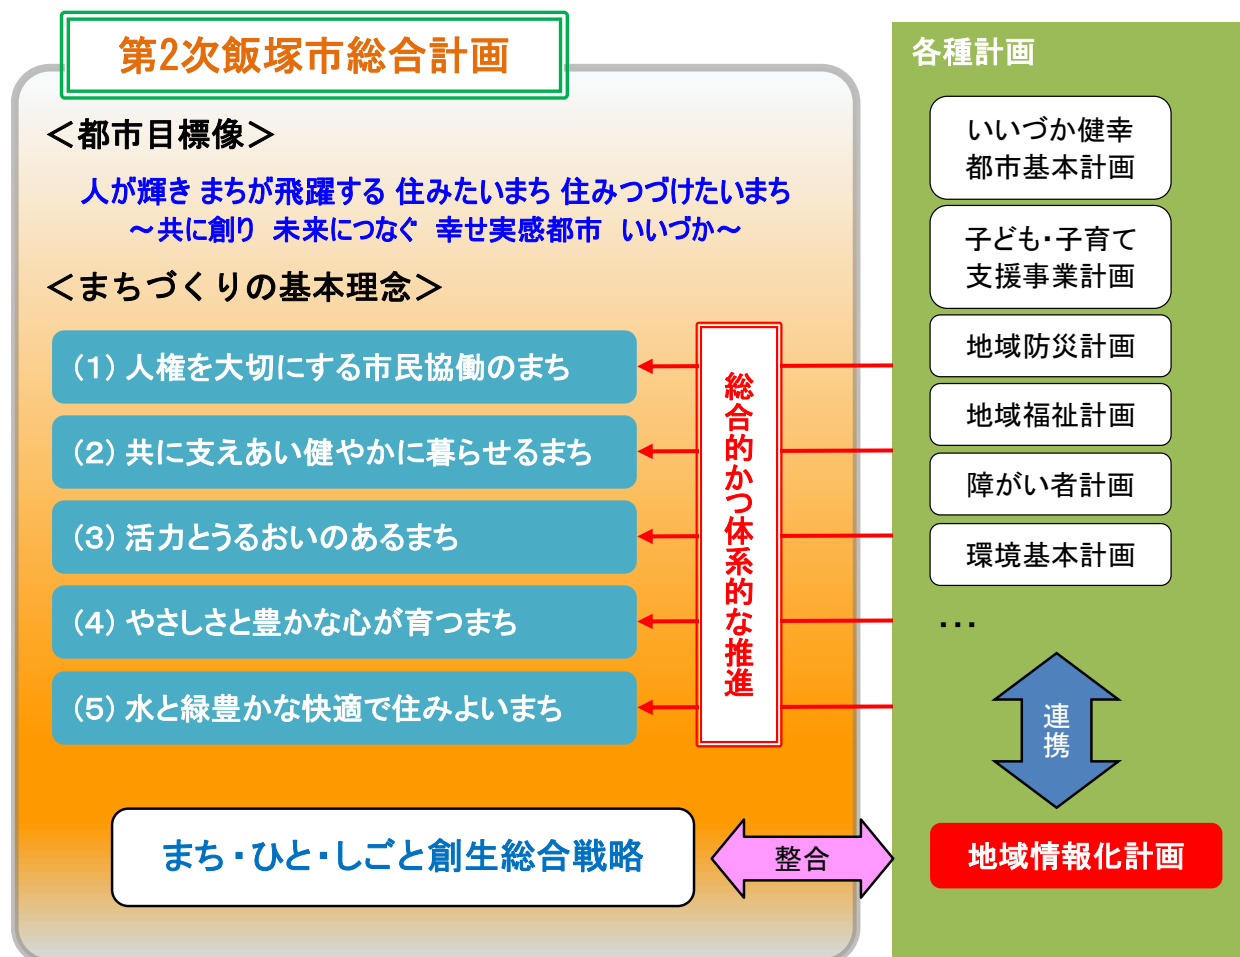 第2次飯塚市総合計画
＜都市目標像＞
人が輝き まちが飛躍する 住みたいまち 住みつづけたいまち
～共に創り 未来につなぐ 幸せ実感都市 いいづか～
＜まちづくりの基本理念＞
(1) 人権を大切にする市民協働のまち
(2) 共に支えあい健やかに暮らせるまち
(3) 活力とうるおいのあるまち
(4) やさしさと豊かな心が育つまち
(5) 水と緑豊かな快適で住みよいまち
総合的かつ体系的な推進
まち・ひと・しごと創生総合戦略
整合
各種計画
いいづか健幸
都市基本計画
子ども・子育て
支援事業計画
地域防災計画
地域福祉計画
障がい者計画
環境基本計画
...
連携
地域情報化計画